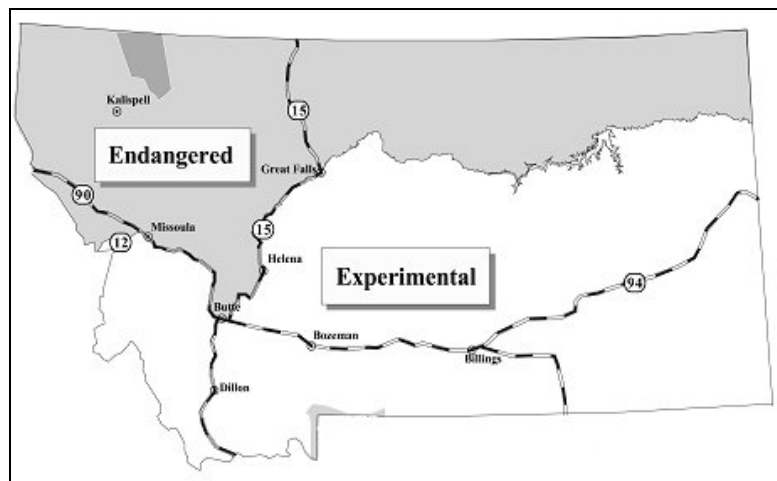 Kalispell
15
Endangered
Great Falls
90
Missoula
15
12
Helena
Experimental
94
Butte
Bozeman
Billings
Dillon